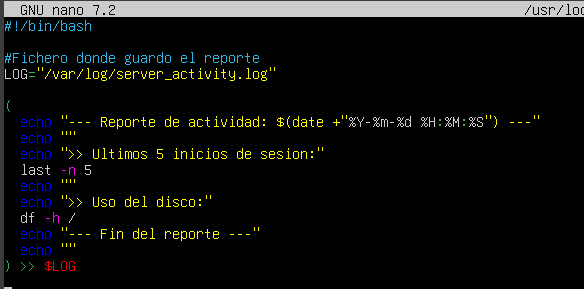 GNU nano 7.2 /usr/loc
#!/bin/bash
#Fichero donde guardo el reporte
LOG="/var/log/server_activity.log"
(
echo "--- Reporte de actividad: $(date +"%Y-%m-%d %H:%M:%S") ---"
echo ""
echo ">> Ultimos 5 inicios de sesion:"
last -n 5
echo ""
echo ">> Uso del disco:"
df -h /
echo "--- Fin del reporte ---"
echo ""
) >> $LOG